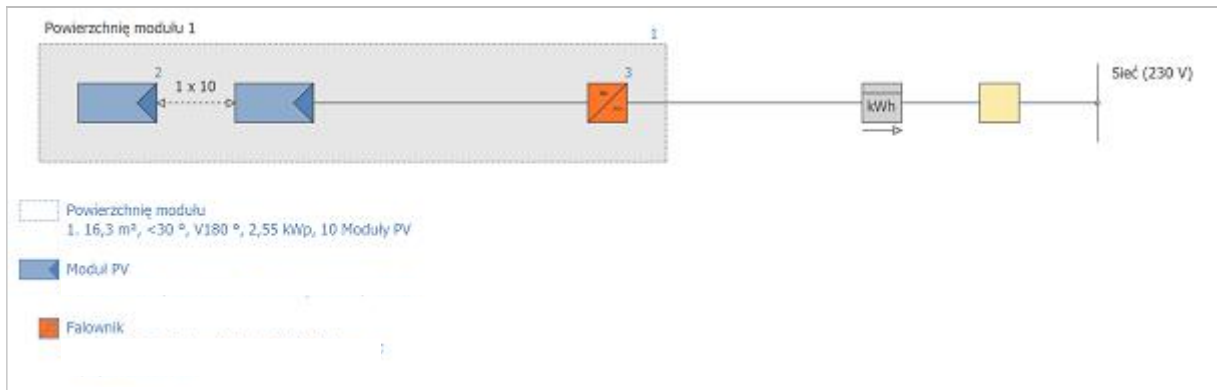 Powierzchnię modułu 1
1
2
1 x 10
3
kWh
Sieć (230 V)
Powierzchnię modułu
1. 16,3 m², <30 °, V180 °, 2,55 kWp, 10 Moduły PV
Moduł PV
Falownik